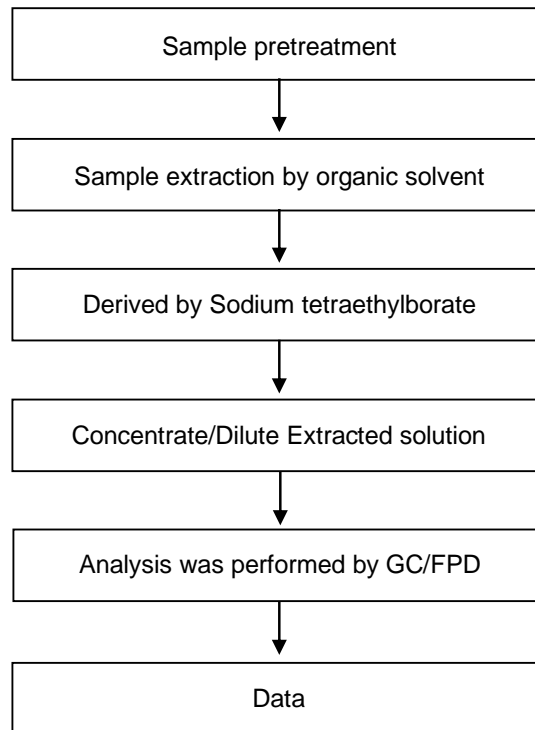 Sample pretreatment
Sample extraction by organic solvent
Derived by Sodium tetraethylborate
Concentrate/Dilute Extracted solution
Analysis was performed by GC/FPD
Data